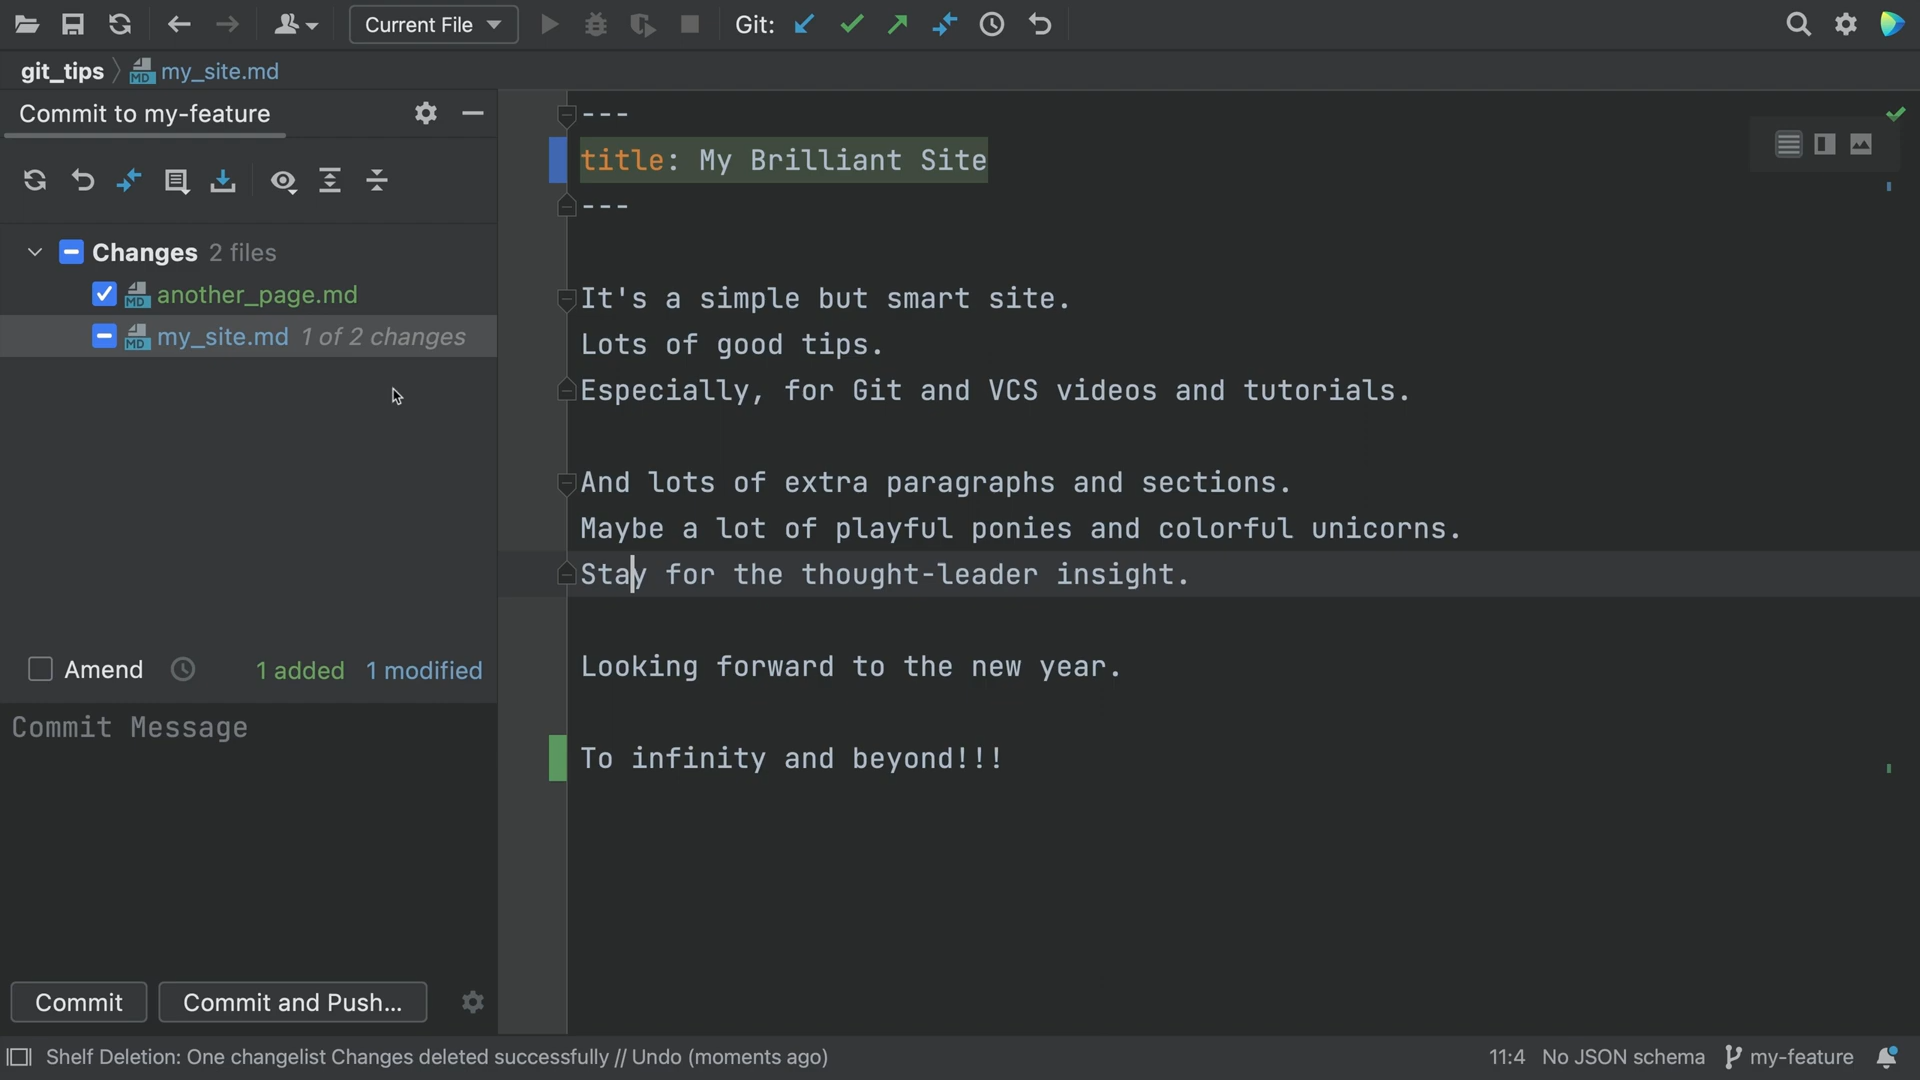 Current File
Git:
git_tips
my_site.md
Commit to my-feature
Changes 2 files
another_page.md
my_site.md 1 of 2 changes
Amend
1 added 1 modified
Commit Message
Commit
Commit and Push...
---
title: My Brilliant Site
---
It's a simple but smart site.
Lots of good tips.
Especially, for Git and VCS videos and tutorials.
And lots of extra paragraphs and sections.
Maybe a lot of playful ponies and colorful unicorns.
Stay for the thought-leader insight.
Looking forward to the new year.
To infinity and beyond!!!
Shelf Deletion: One changelist Changes deleted successfully // Undo (moments ago)
11:4 No JSON schema my-feature